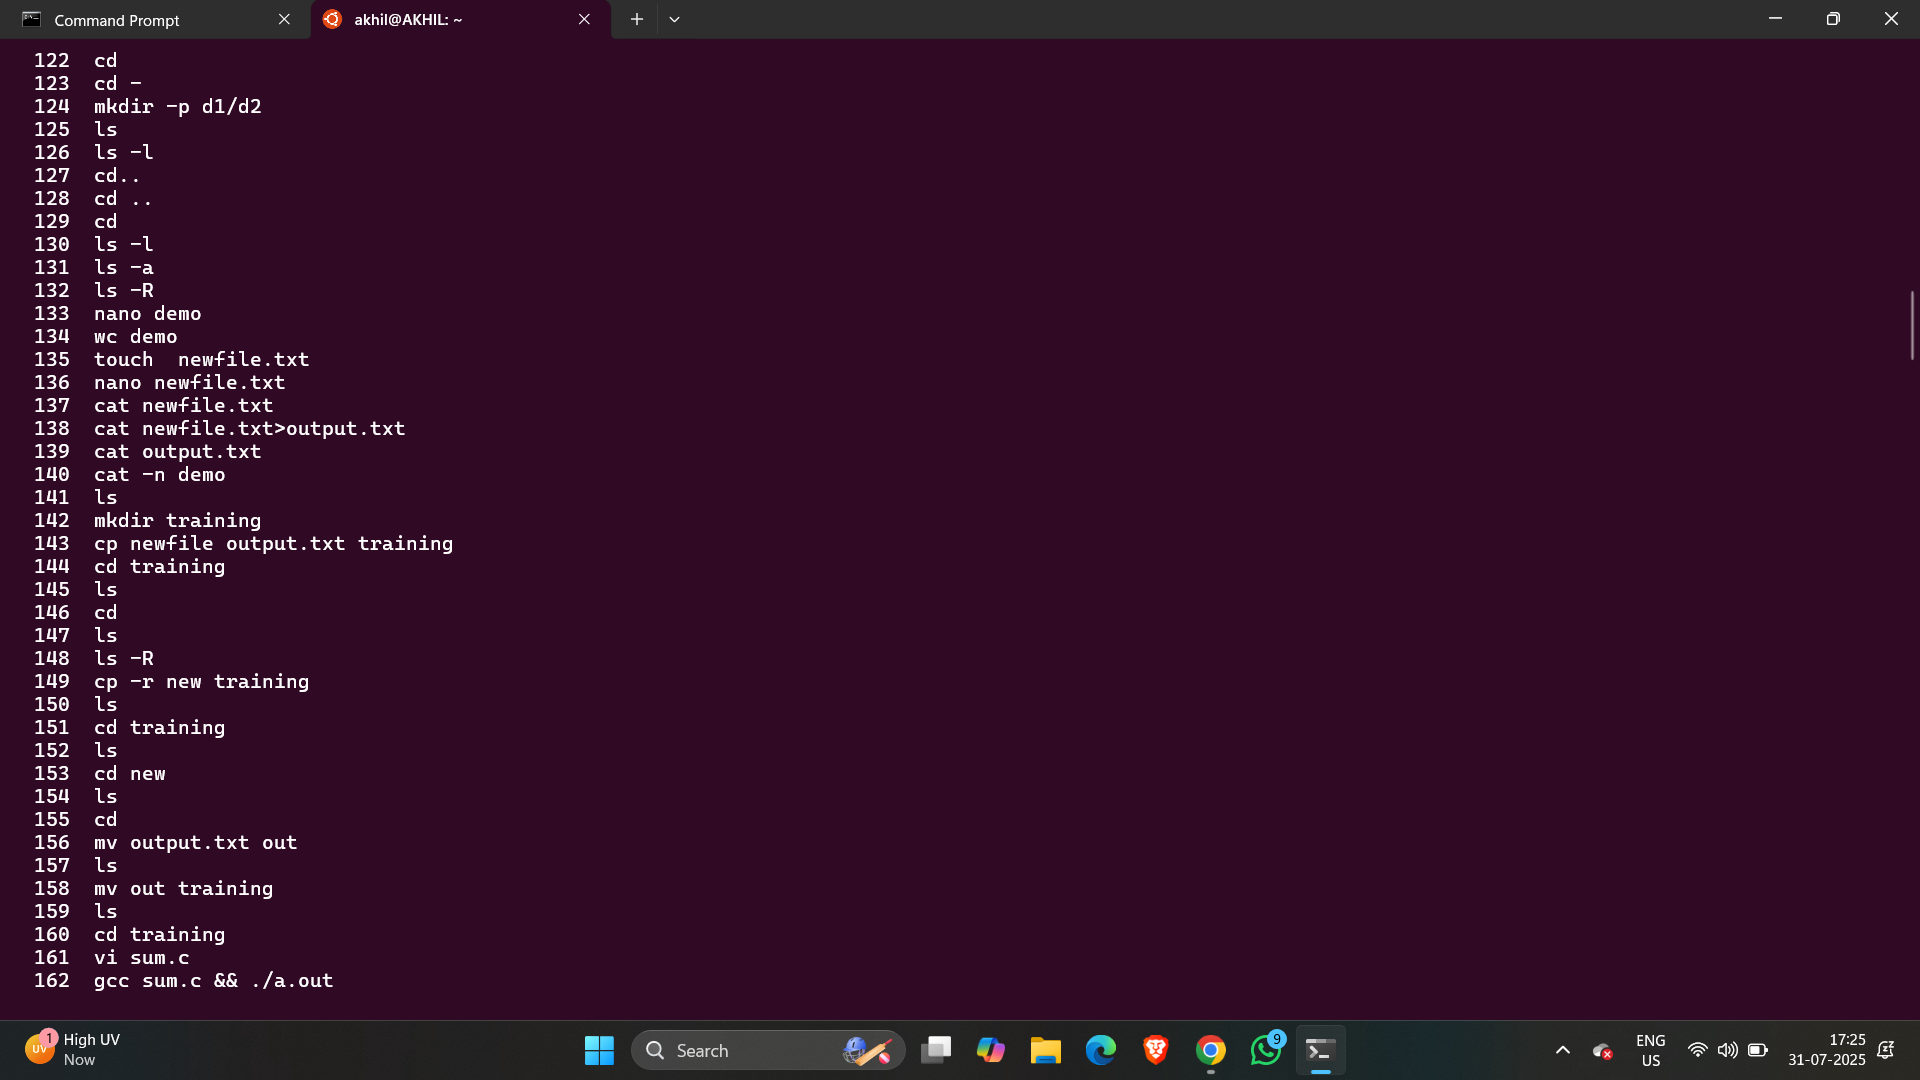 Command Prompt
akhil@AKHIL: ~
122 cd
123 cd -
124 mkdir -p d1/d2
125 ls
126 ls -l
127 cd..
128 cd ..
129 cd
130 ls -l
131 ls -a
132 ls -R
133 nano demo
134 wc demo
135 touch  newfile.txt
136 nano newfile.txt
137 cat newfile.txt
138 cat newfile.txt>output.txt
139 cat output.txt
140 cat -n demo
141 ls
142 mkdir training
143 cp newfile output.txt training
144 cd training
145 ls
146 cd
147 ls
148 ls -R
149 cp -r new training
150 ls
151 cd training
152 ls
153 cd new
154 ls
155 cd
156 mv output.txt out
157 ls
158 mv out training
159 ls
160 cd training
161 vi sum.c
162 gcc sum.c && ./a.out
UV
1
High UV
Now
Search
9
ENG
US
17:25
31-07-2025